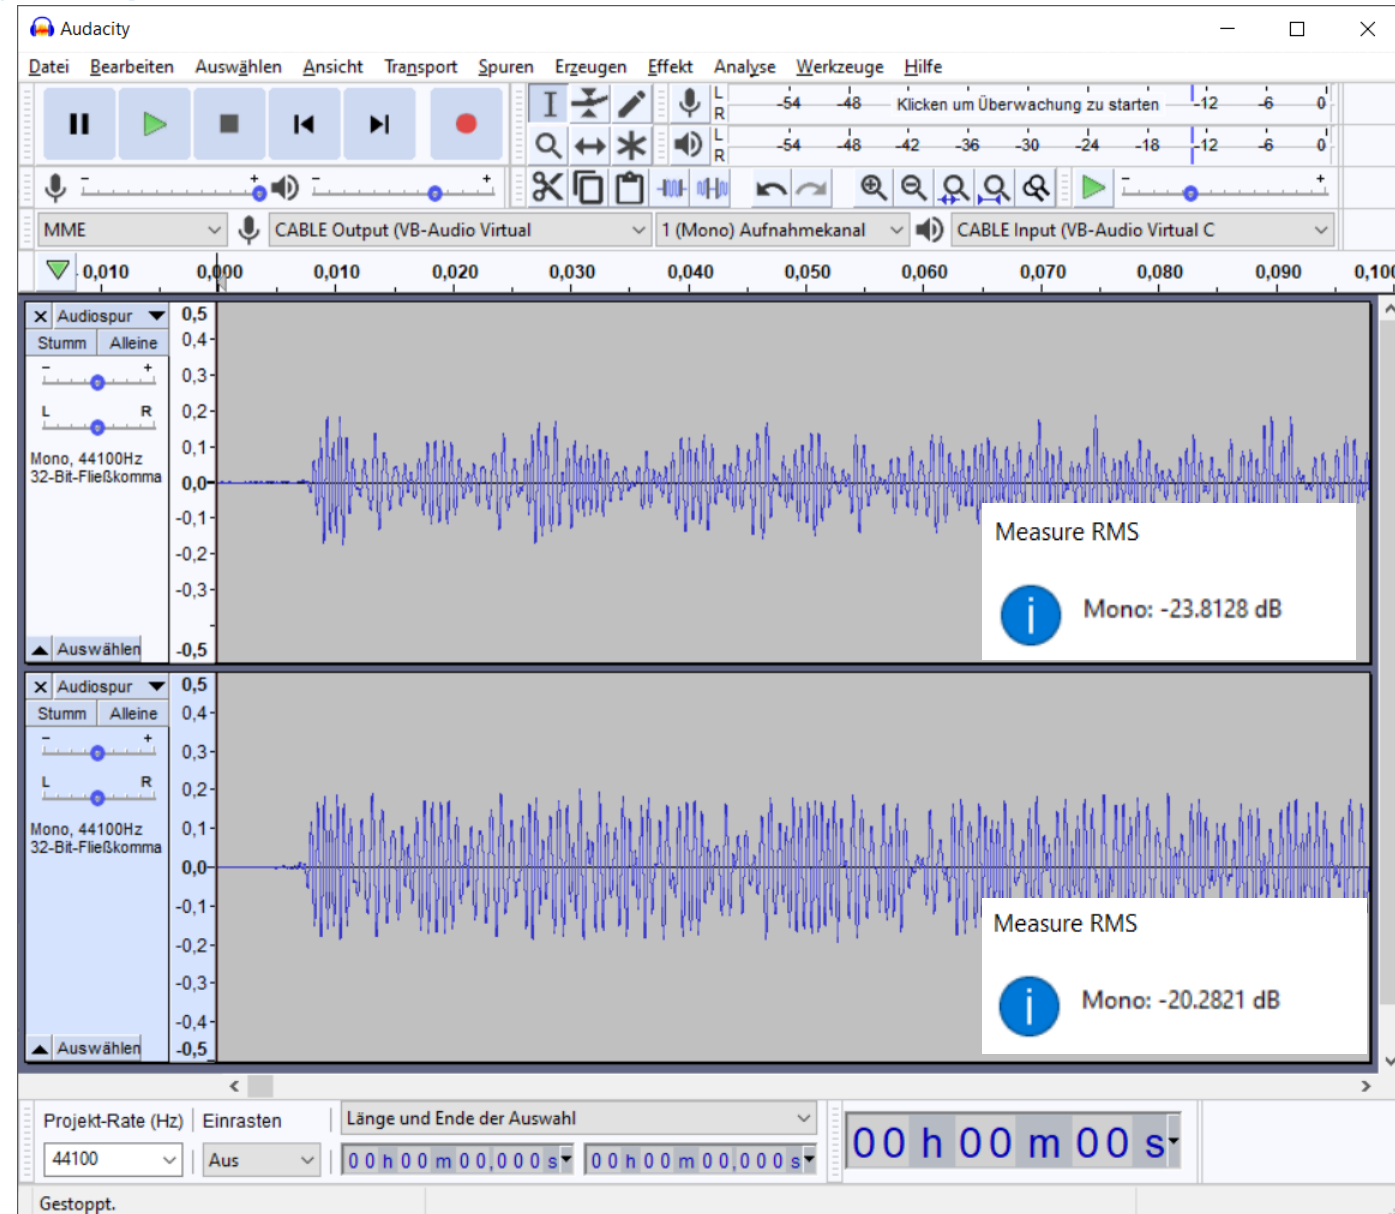 Audacity
Datei Bearbeiten Auswählen Ansicht Transport Spuren Erzeugen Effekt Analyse Werkzeuge Hilfe
L R -54 -48 Klicken um Überwachung zu starten -12 -6 0
L R -54 -48 -42 -36 -30 -24 -18 -12 -6 0
- + - + - +
MME CABLE Output (VB-Audio Virtual 1 (Mono) Aufnahmekanal CABLE Input (VB-Audio Virtual C
0,010 0,000 0,010 0,020 0,030 0,040 0,050 0,060 0,070 0,080 0,090 0,100
Audiospur
Stumm Alleine
- +
L R
Mono, 44100Hz
32-Bit-Fließkomma
Auswählen
0,5
0,4
0,3
0,2
0,1
0,0
-0,1
-0,2
-0,3
-0,5
Measure RMS
i Mono: -23.8128 dB
Audiospur
Stumm Alleine
- +
L R
Mono, 44100Hz
32-Bit-Fließkomma
Auswählen
0,5
0,4
0,3
0,2
0,1
0,0
-0,1
-0,2
-0,3
-0,4
-0,5
Measure RMS
i Mono: -20.2821 dB
Projekt-Rate (Hz) Einrasten Länge und Ende der Auswahl
44100 Aus 00 h 00 m 00,000 s 00 h 00 m 00,000 s
00 h 00 m 00 s
Gestoppt.